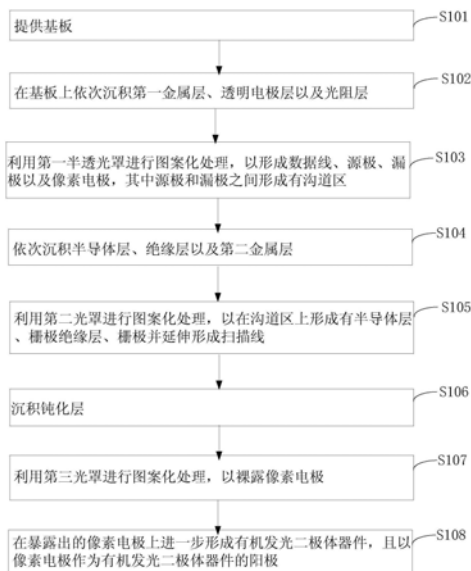 提供基板
S101
在基板上依次沉积第一金属层、透明电极层以及光阻层
S102
利用第一半透光罩进行图案化处理，以形成数据线、源极、漏
极以及像素电极，其中源极和漏极之间形成有沟道区
S103
依次沉积半导体层、绝缘层以及第二金属层
S104
利用第二光罩进行图案化处理，以在沟道区上形成有半导体层
、栅极绝缘层、栅极并延伸形成扫描线
S105
沉积钝化层
S106
利用第三光罩进行图案化处理，以裸露像素电极
S107
在暴露出的像素电极上进一步形成有机发光二极体器件，且以
像素电极作为有机发光二极体器件的阳极
S108